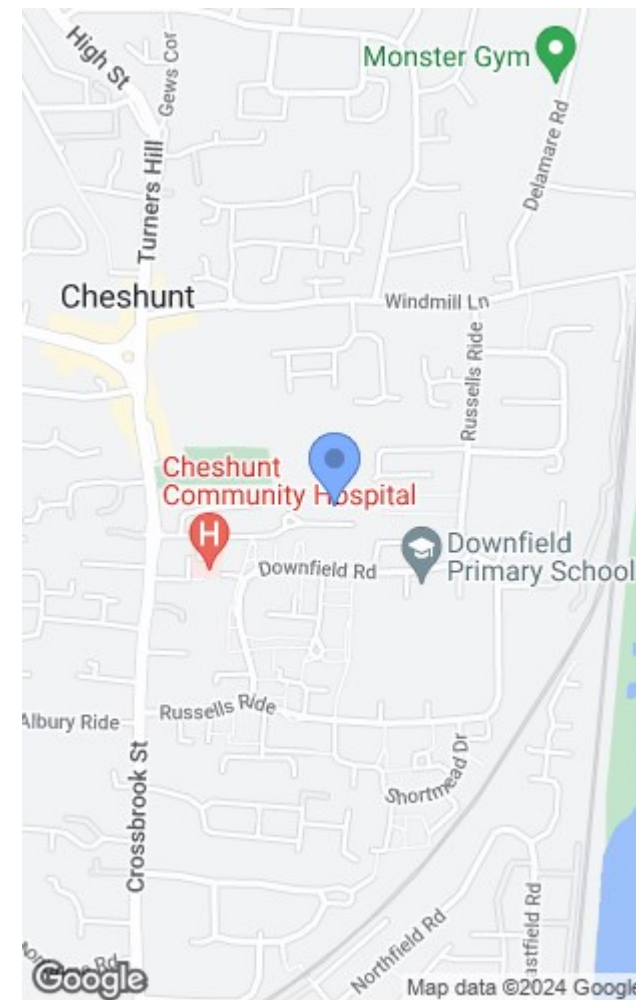 High St
Gews Cor
Monster Gym
Delamare Rd
Turners Hill
Cheshunt
Windmill Ln
Russells Ride
Cheshunt
Community Hospital
H
Downfield
Primary School
Downfield Rd
Russells Ride
Albury Ride
Shortmead Dr
Crossbrook St
Northfield Rd
astfield Rd
Rd
Google
Map data ©2024 Google